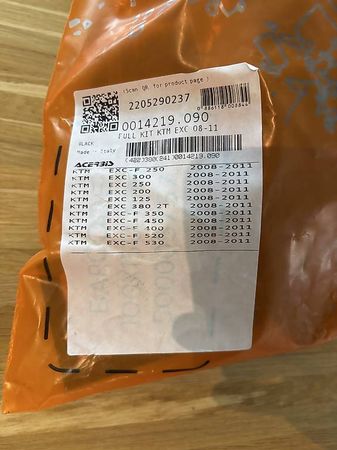 (Scan QR for product page )
2205290237
0014219.090
FULL KIT KTM EXC 08-11
BLACK
Made in Italy
ACERBIS
KTM EXC-F 250 2008-2011
KTM EXC 300 2008-2011
KTM EXC 250 2008-2011
KTM EXC 200 2008-2011
KTM EXC 125 2008-2011
KTM EXC 380 2T 2008-2011
KTM EXC-F 350 2008-2011
KTM EXC-F 450 2008-2011
KTM EXC-F 400 2008-2011
KTM EXC-F 520 2008-2011
KTM EXC-F 530 2008-2011